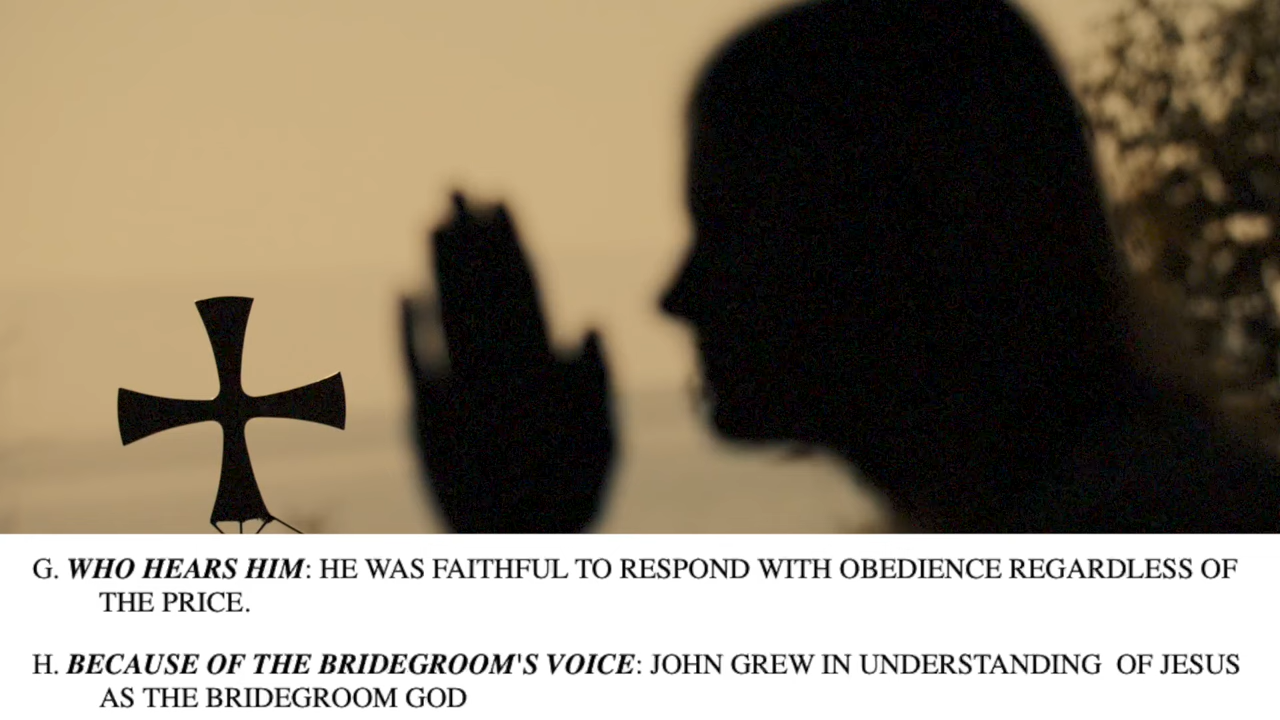 G. WHO HEARS HIM: HE WAS FAITHFUL TO RESPOND WITH OBEDIENCE REGARDLESS OF
THE PRICE.
H. BECAUSE OF THE BRIDEGROOM'S VOICE: JOHN GREW IN UNDERSTANDING  OF JESUS
AS THE BRIDEGROOM GOD